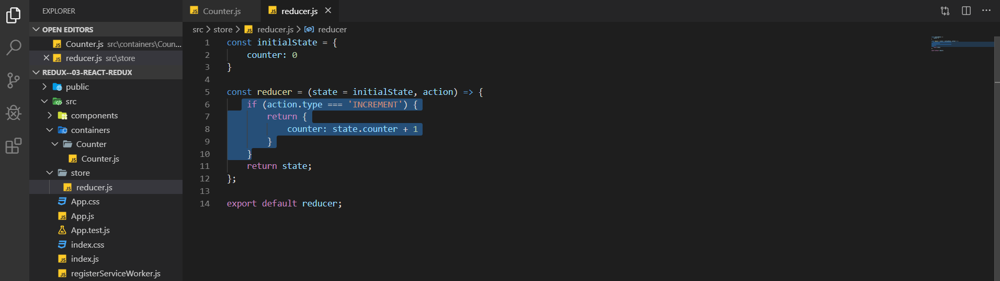 EXPLORER
OPEN EDITORS
Counter.js src\containers\Coun...
reducer.js src\store
REDUX--03-REACT-REDUX
public
src
components
containers
Counter
Counter.js
store
reducer.js
App.css
App.js
App.test.js
index.css
index.js
registerServiceWorker.js
Counter.js reducer.js
src > store > reducer.js > reducer
1 const initialState = {
2 counter: 0
3 }
4
5 const reducer = (state = initialState, action) => {
6 if (action.type === 'INCREMENT') {
7 return {
8 counter: state.counter + 1
9 }
10 }
11 return state;
12 };
13
14 export default reducer;